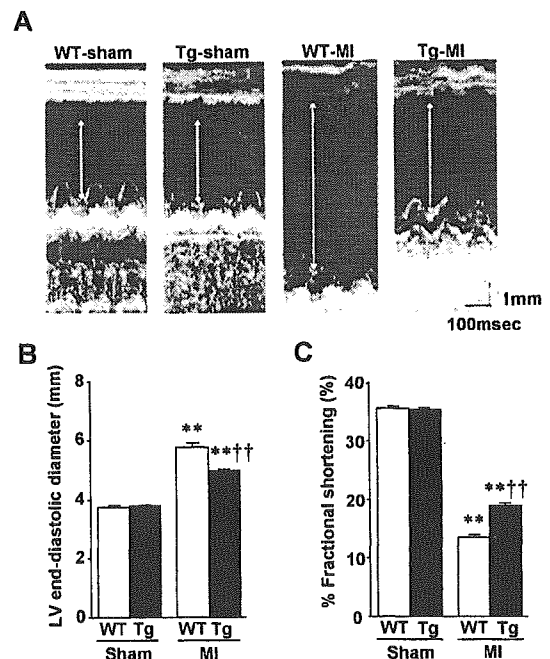 A
WT-sham Tg-sham WT-MI Tg-MI
1mm
100msec
B
LV end-diastolic diameter (mm)
8
6
4
2
0
**
**††
WT Tg WT Tg
Sham MI
C
% Fractional shortening (%)
40
30
20
10
0
**
**††
WT Tg WT Tg
Sham MI